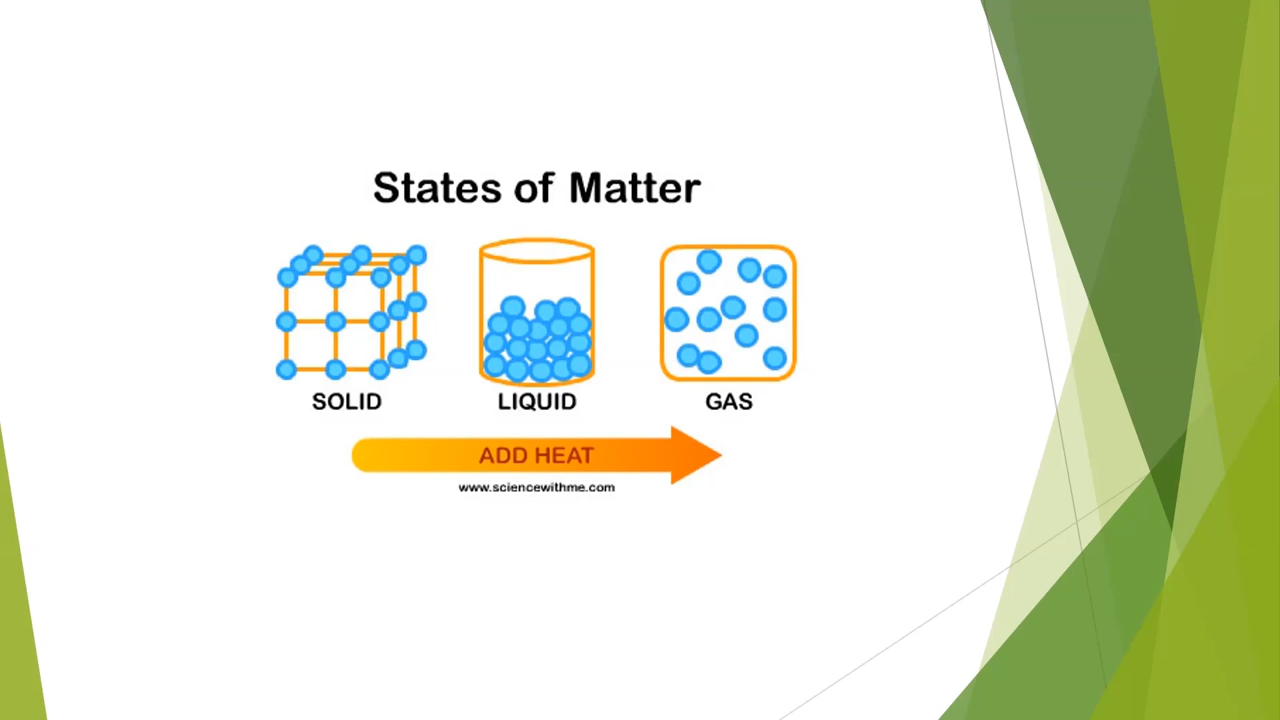 States of Matter
SOLID LIQUID GAS
ADD HEAT
www.sciencewithme.com